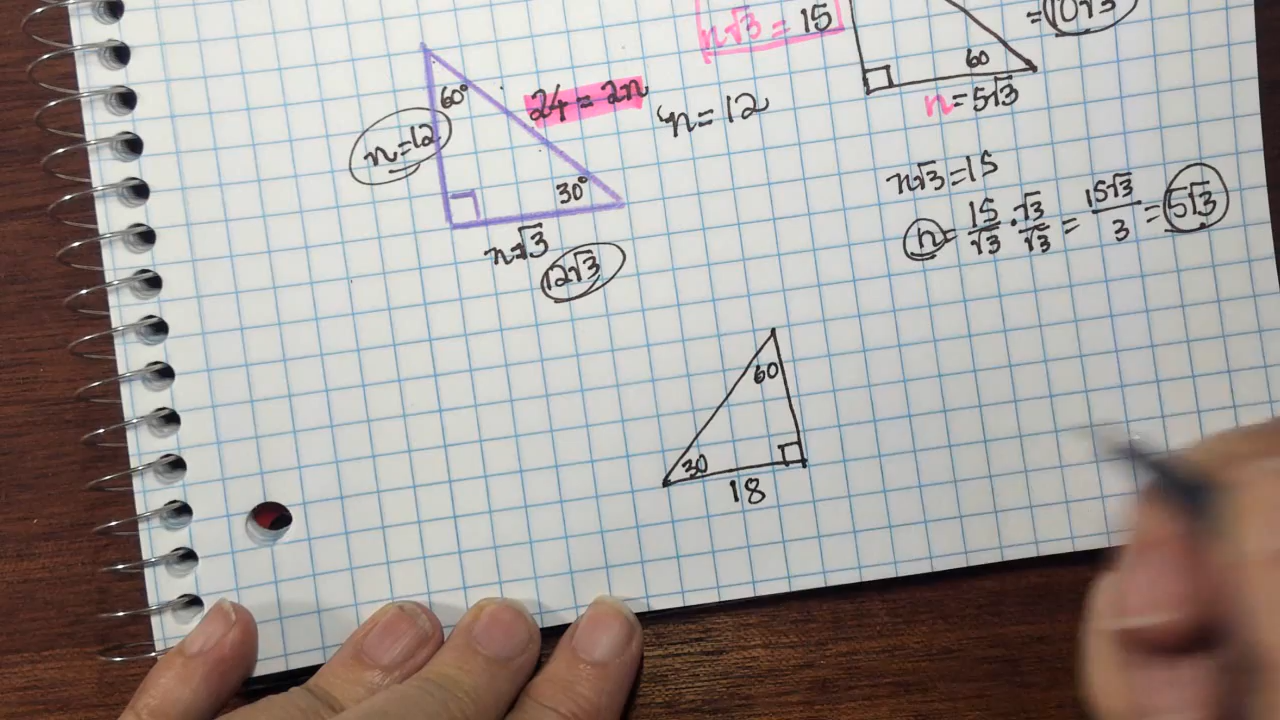 n√3 = 15
= 10√3
60
n = 5√3
60°
24 = 2n
n = 12
n = 12
30°
n√3
12√3
n√3 = 15
n = 15/√3 · √3/√3 = 15√3/3 = 5√3
60
30
18